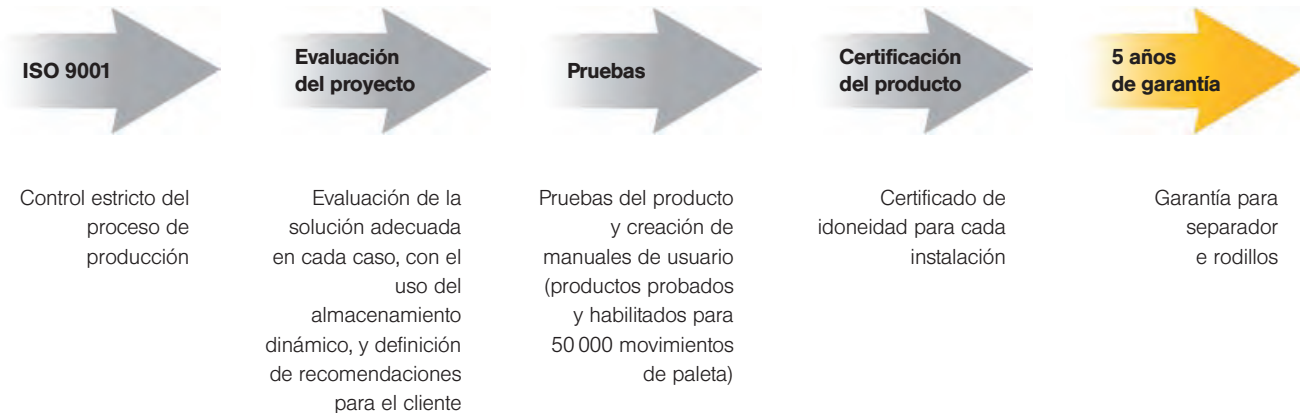 ISO 9001
Evaluación
del proyecto
Pruebas
Certificación
del producto
5 años
de garantía
Control estricto del
proceso de
producción
Evaluación de la
solución adecuada
en cada caso, con el
uso del
almacenamiento
dinámico, y definición
de recomendaciones
para el cliente
Pruebas del producto
y creación de
manuales de usuario
(productos probados
y habilitados para
50 000 movimientos
de paleta)
Certificado de
idoneidad para cada
instalación
Garantía para
separador
e rodillos